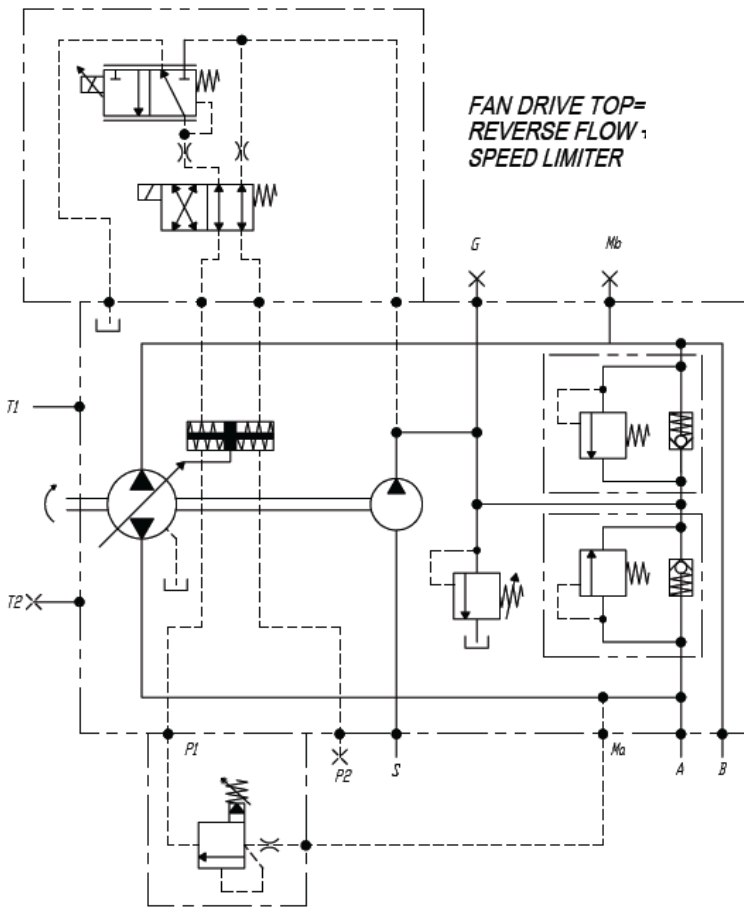 FAN DRIVE TOP=
REVERSE FLOW +
SPEED LIMITER
G
Mb
T1
T2
P1
P2
S
Ma
A
B